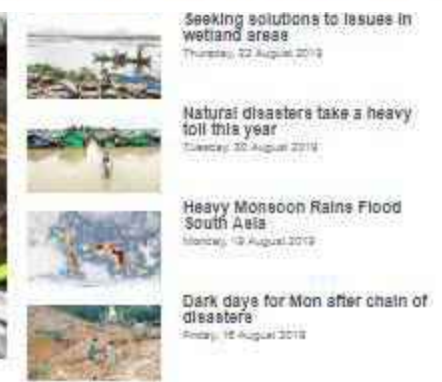 Seeking solutions to issues in
wetland areas
Thursday, 22 August 2019
Natural disasters take a heavy
toll this year
Tuesday, 20 August 2019
Heavy Monsoon Rains Flood
South Asia
Monday, 19 August 2019
Dark days for Mon after chain of
disasters
Friday, 16 August 2019